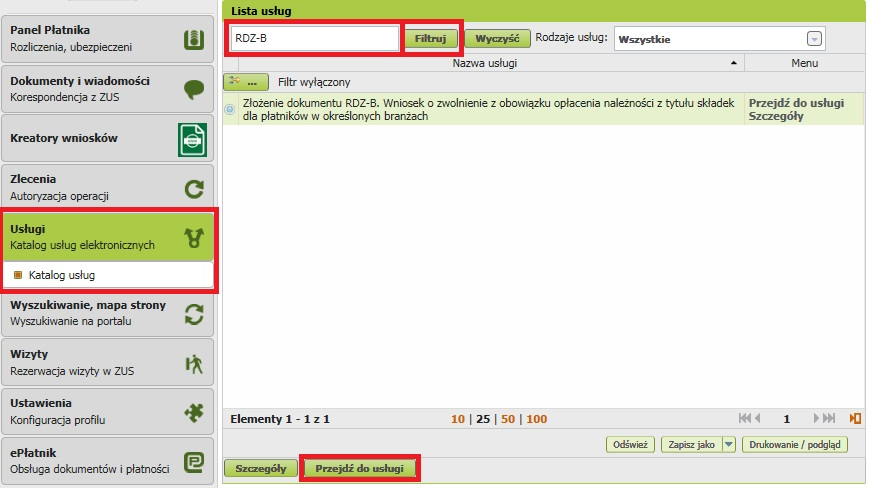 Panel Płatnika
Rozliczenia, ubezpieczeni
Dokumenty i wiadomości
Korespondencja z ZUS
Kreatory wniosków
Zlecenia
Autoryzacja operacji
Usługi
Katalog usług elektronicznych
Katalog usług
Wyszukiwanie, mapa strony
Wyszukiwanie na portalu
Wizyty
Rezerwacja wizyty w ZUS
Ustawienia
Konfiguracja profilu
ePłatnik
Obsługa dokumentów i płatności
Lista usług
RDZ-B Filtruj Wyczyść Rodzaje usług: Wszystkie
Nazwa usługi Menu
... Filtr wyłączony
Złożenie dokumentu RDZ-B. Wniosek o zwolnienie z obowiązku opłacenia należności z tytułu składek Przejdź do usługi
dla płatników w określonych branżach Szczegóły
Elementy 1 - 1 z 1 10 | 25 | 50 | 100 1
Odśwież Zapisz jako Drukowanie / podgląd
Szczegóły Przejdź do usługi